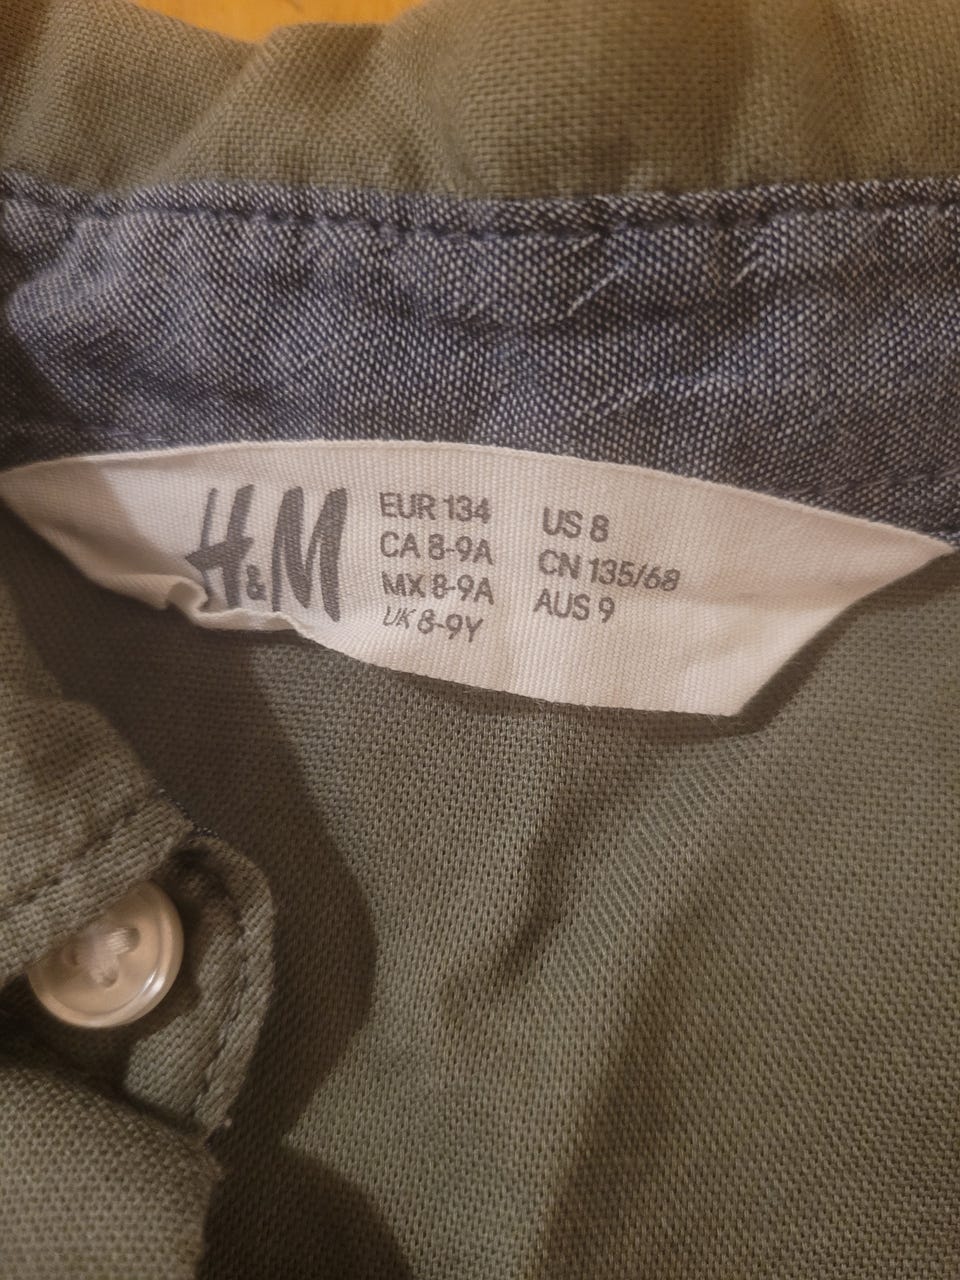 H&M
EUR 134
CA 8-9A
MX 8-9A
UK 8-9Y
US 8
CN 135/68
AUS 9